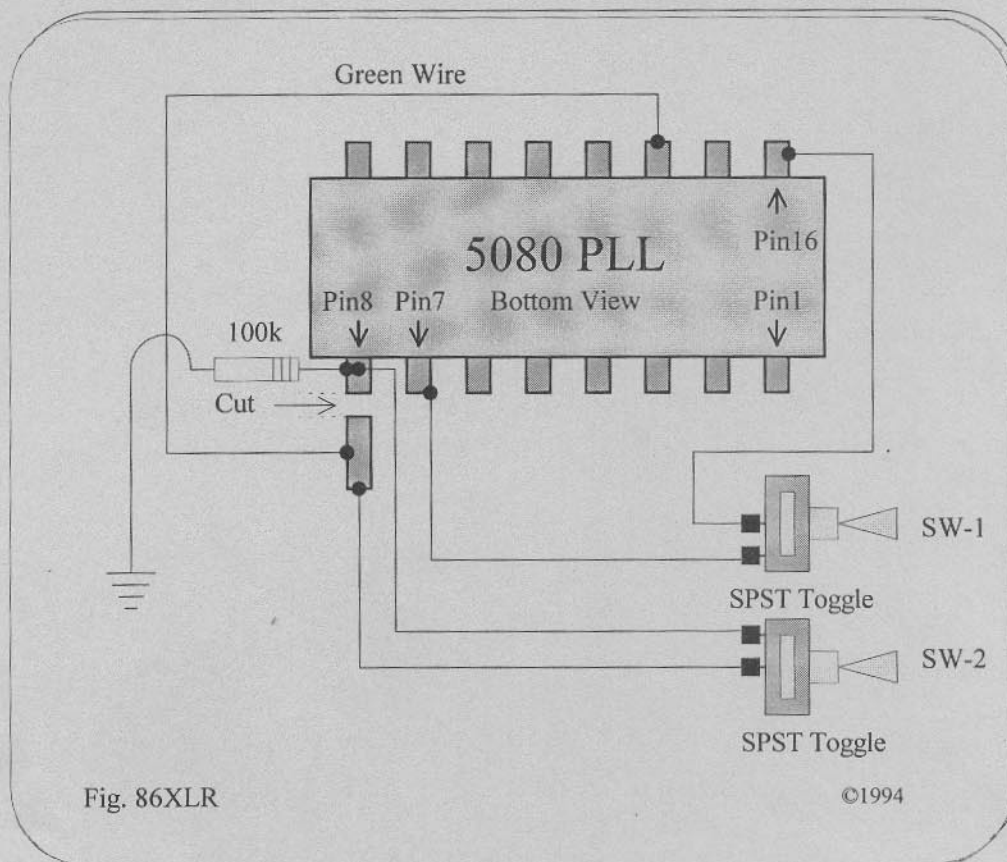 Green Wire
Pin16
5080 PLL
Pin8 Pin7 Bottom View Pin1
100k
Cut
SW-1
SPST Toggle
SW-2
SPST Toggle
Fig. 86XLR ©1994